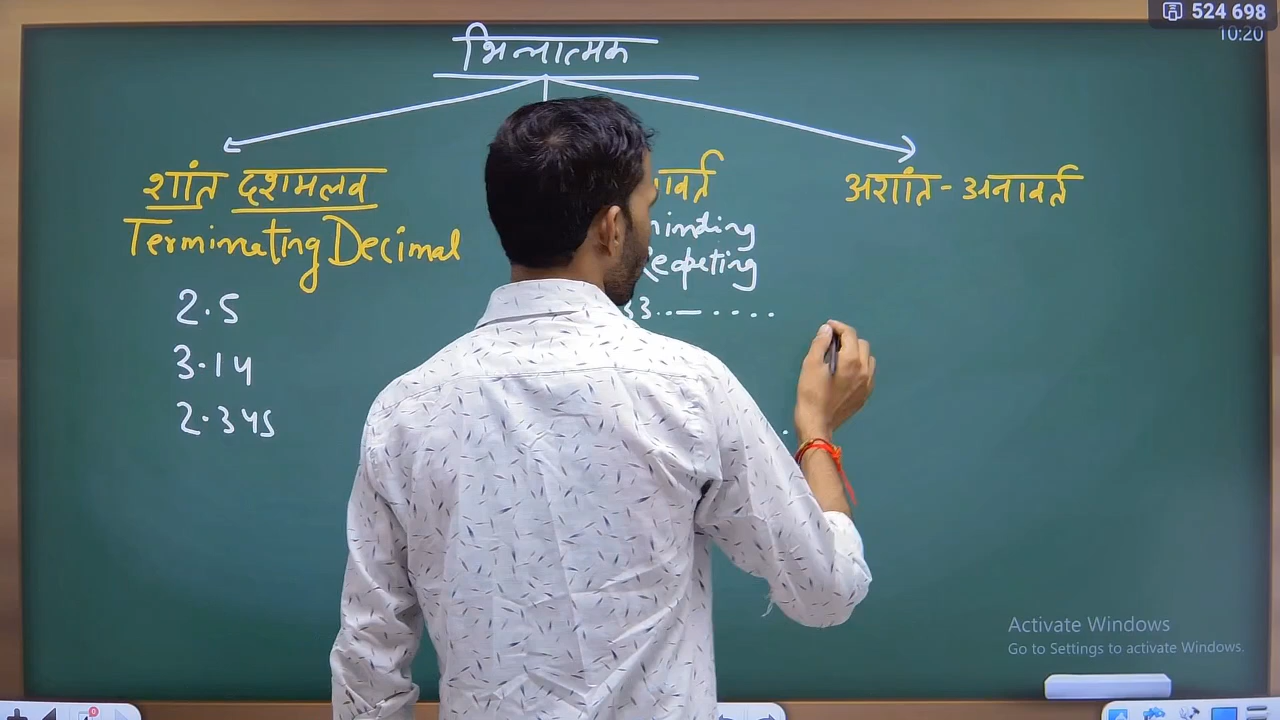 524 698
10:20
भिन्नात्मक
शांत दशमलव
Terminating Decimal
2.5
3.14
2.345
अशांत-अनावर्त
Activate Windows
Go to Settings to activate Windows.